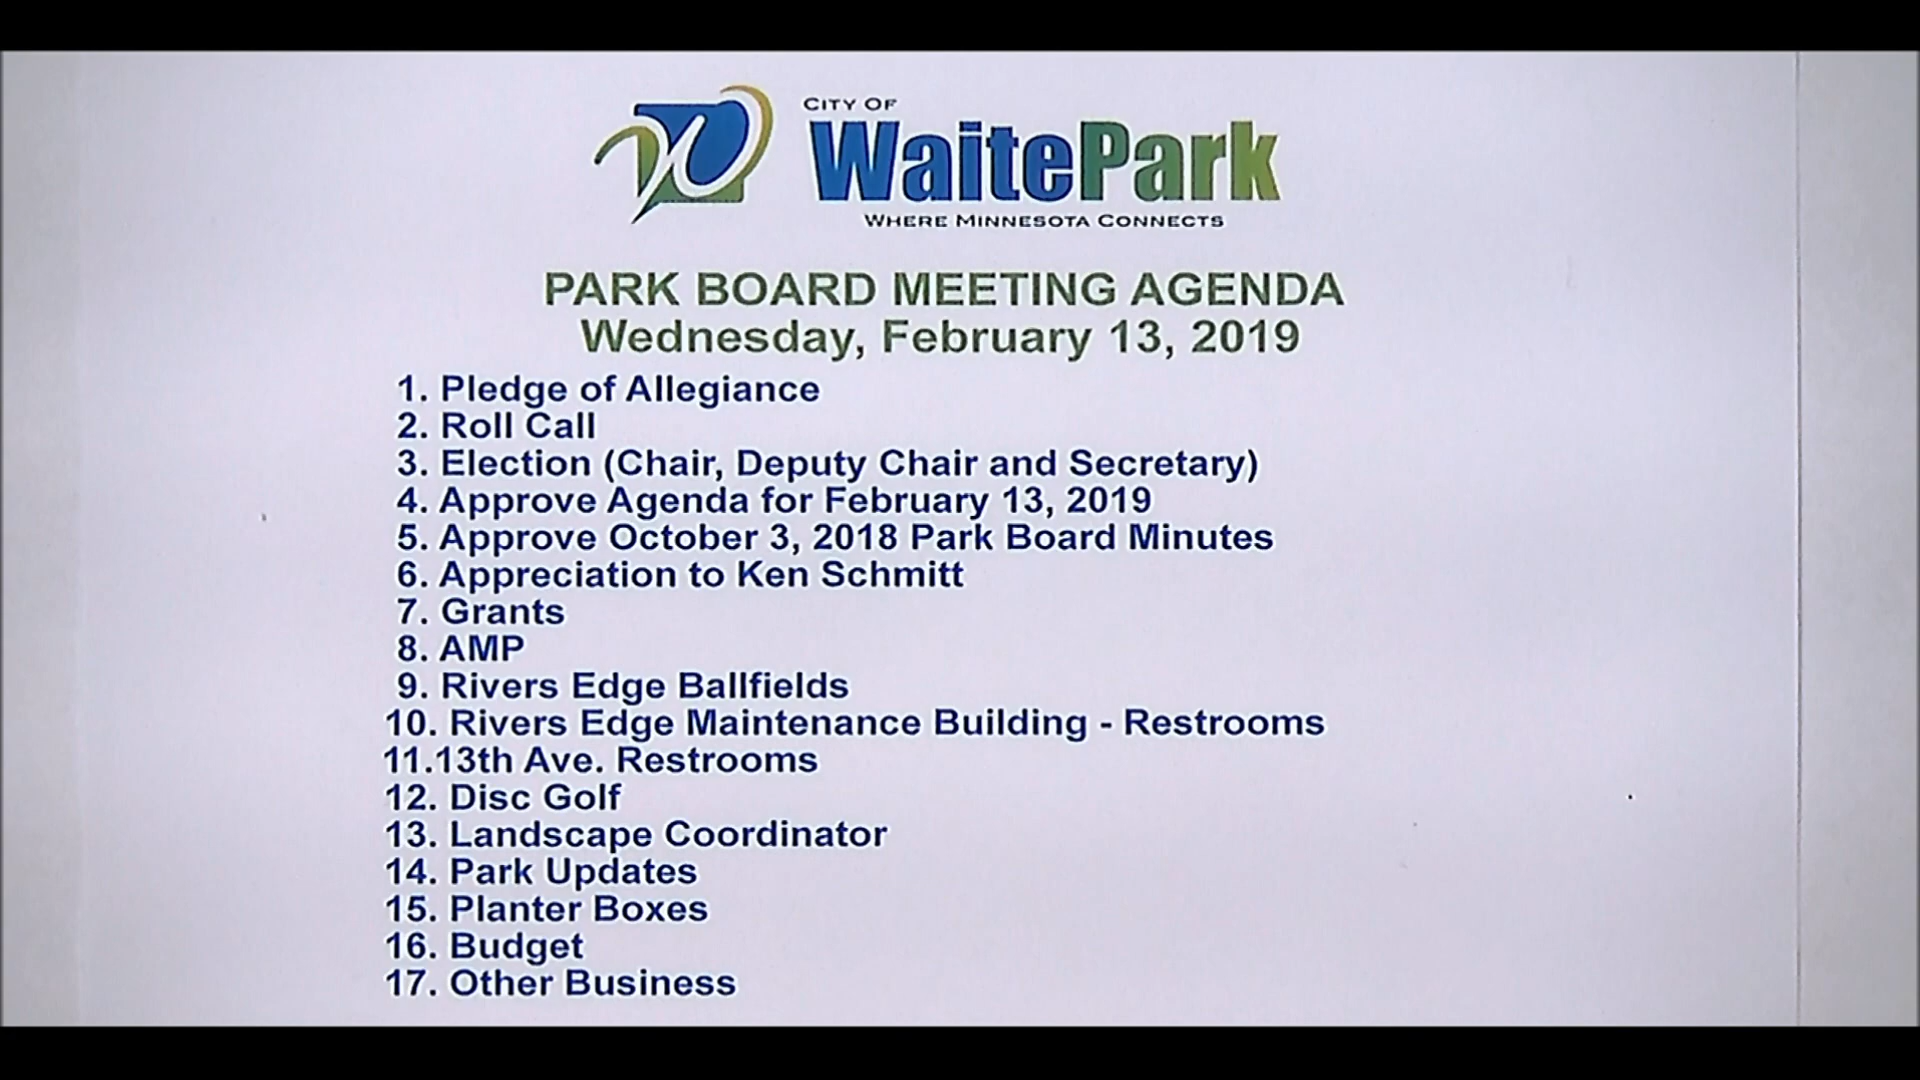 CITY OF
WaitePark
WHERE MINNESOTA CONNECTS
PARK BOARD MEETING AGENDA
Wednesday, February 13, 2019
1. Pledge of Allegiance
2. Roll Call
3. Election (Chair, Deputy Chair and Secretary)
4. Approve Agenda for February 13, 2019
5. Approve October 3, 2018 Park Board Minutes
6. Appreciation to Ken Schmitt
7. Grants
8. AMP
9. Rivers Edge Ballfields
10. Rivers Edge Maintenance Building - Restrooms
11.13th Ave. Restrooms
12. Disc Golf
13. Landscape Coordinator
14. Park Updates
15. Planter Boxes
16. Budget
17. Other Business